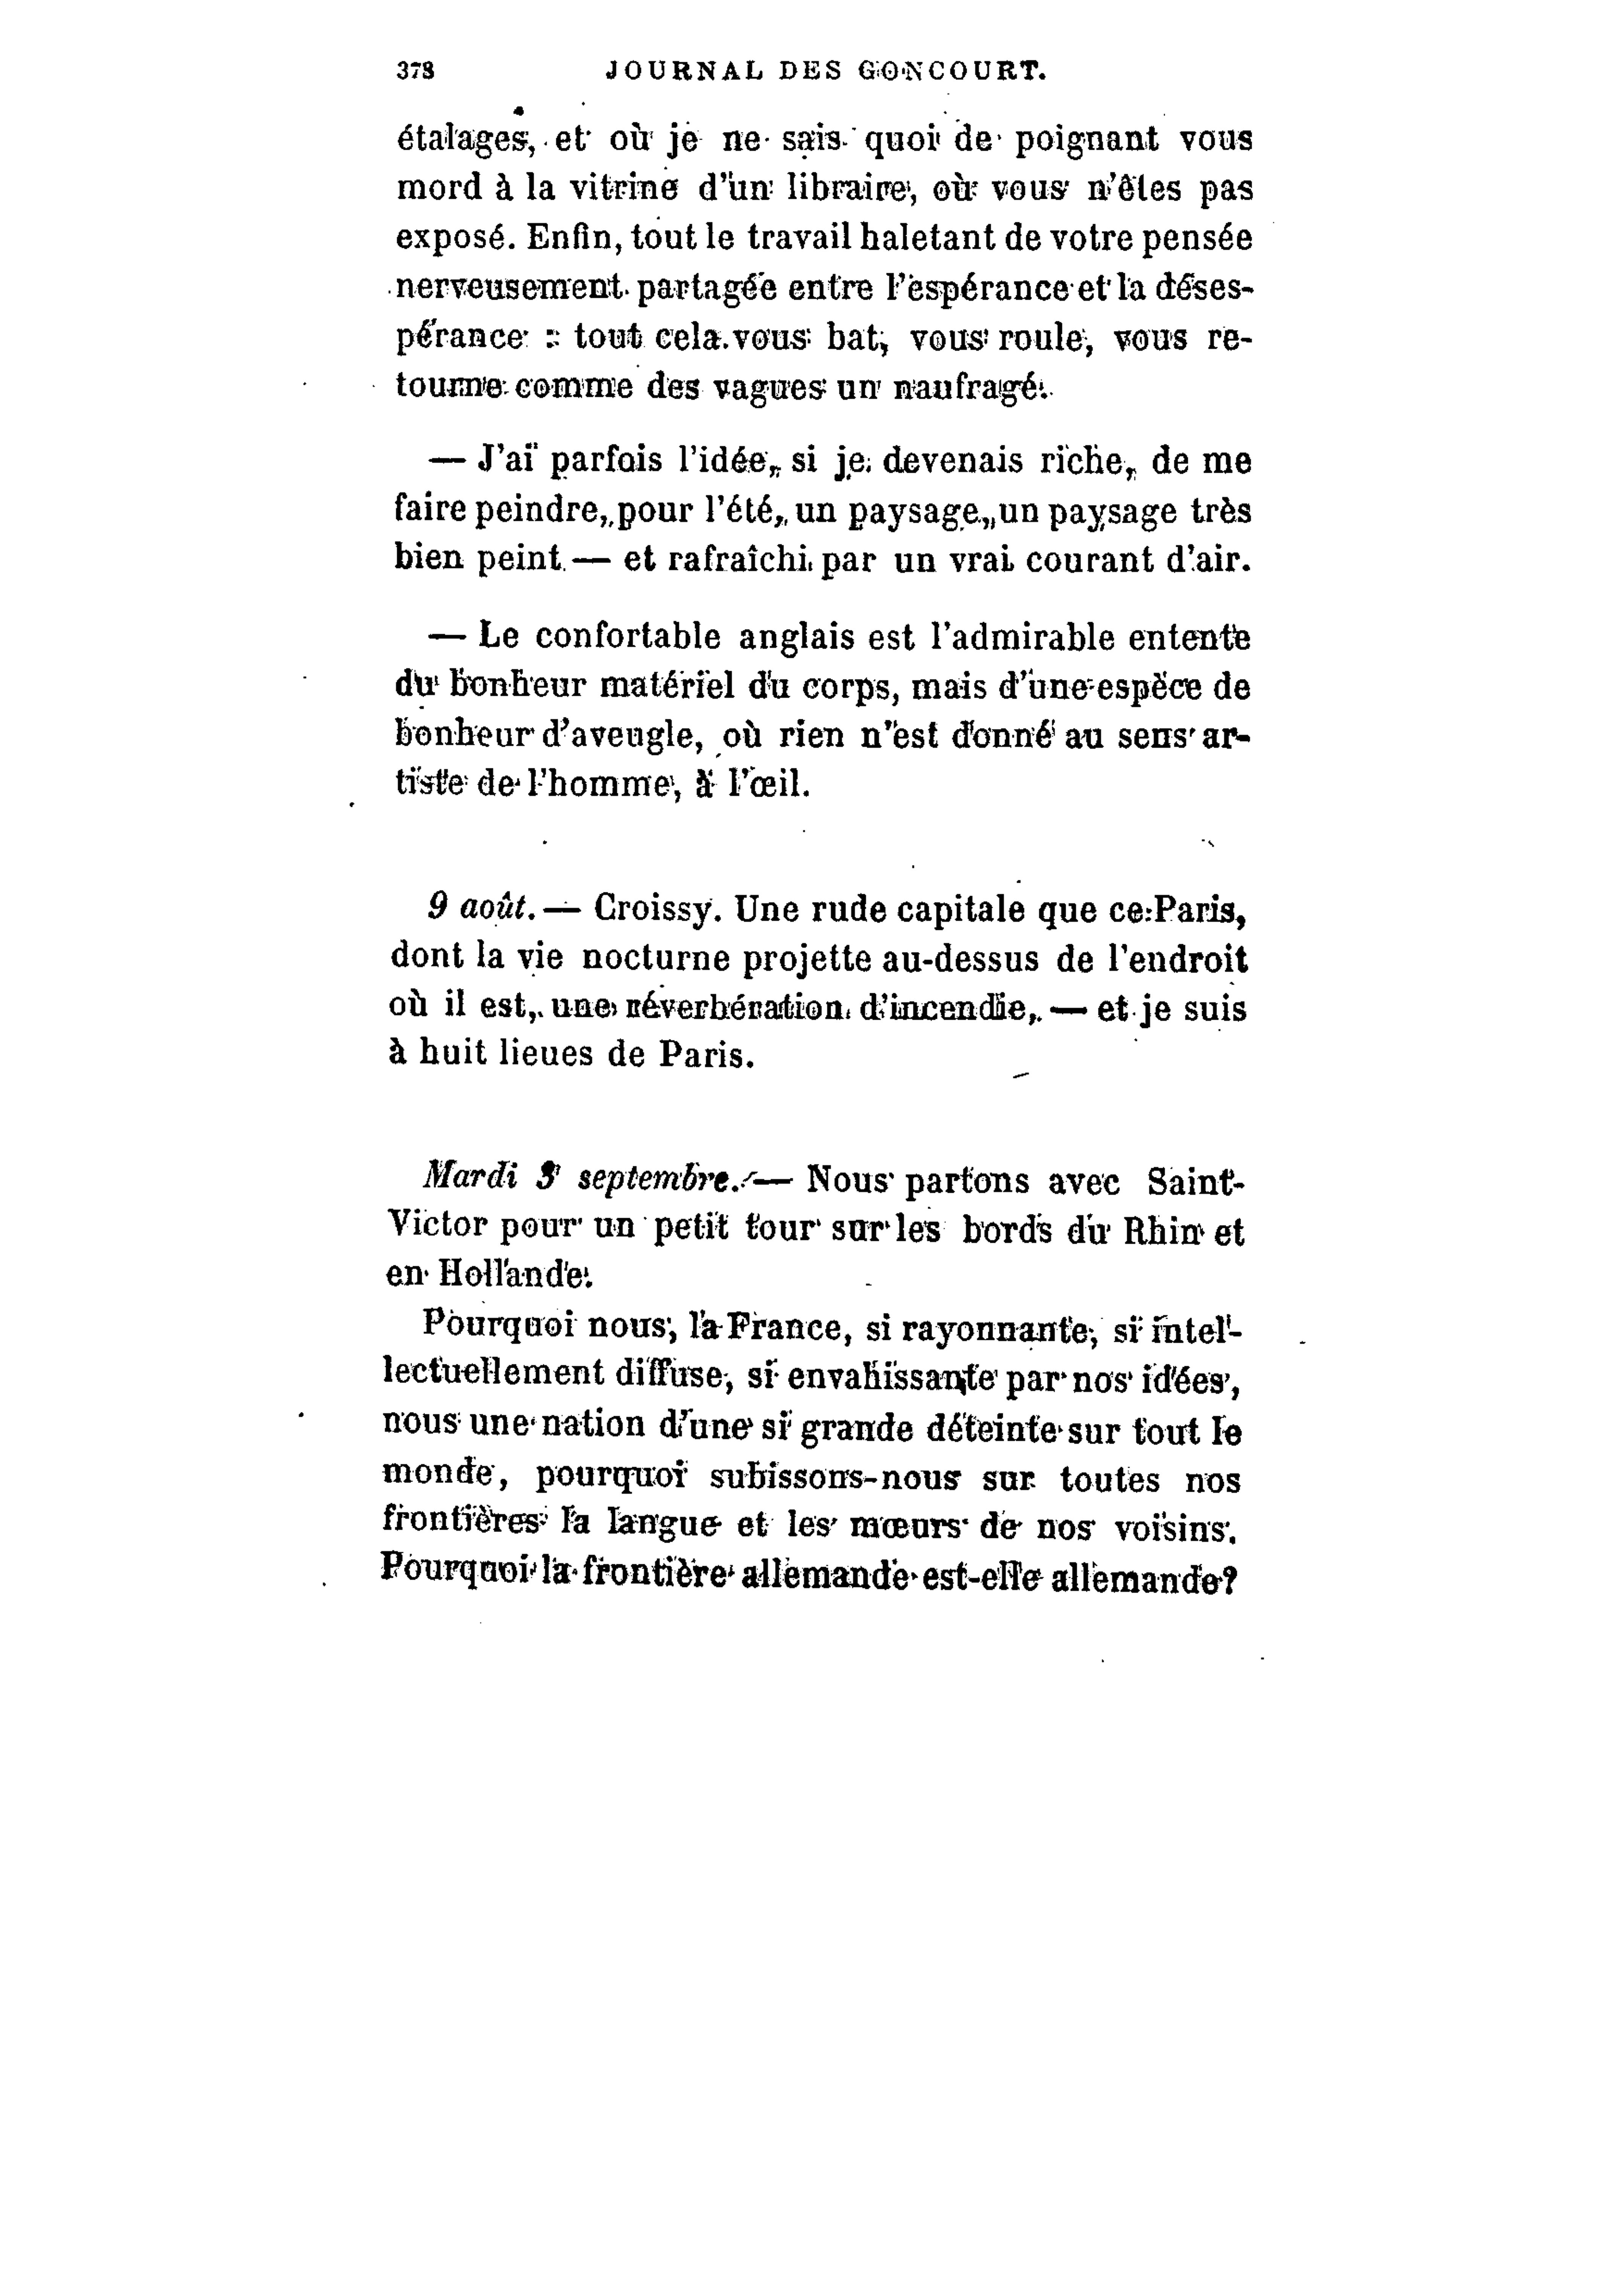 378 JOURNAL DES GONCOURT.
étalages, et où je ne sais quoi de poignant vous
mord à la vitrine d'un libraire, où vous n'êtes pas
exposé. Enfin, tout le travail haletant de votre pensée
nerveusement partagée entre l'espérance et la déses-
pérance : tout cela vous bat, vous roule, vous re-
tourne comme des vagues un naufragé.
— J'ai parfois l'idée, si je devenais riche, de me
faire peindre, pour l'été, un paysage, un paysage très
bien peint — et rafraîchi par un vrai courant d'air.
— Le confortable anglais est l'admirable entente
du bonheur matériel du corps, mais d'une espèce de
bonheur d'aveugle, où rien n'est donné au sens ar-
tiste de l'homme, à l'œil.
9 août. — Croissy. Une rude capitale que ce Paris,
dont la vie nocturne projette au-dessus de l'endroit
où il est, une réverbération d'incendie, — et je suis
à huit lieues de Paris.
Mardi septembre. — Nous partons avec Saint-
Victor pour un petit tour sur les bords du Rhin et
en Hollande.
Pourquoi nous, la France, si rayonnante, si intel-
lectuellement diffuse, si envahissante par nos idées,
nous une nation d'une si grande déteinte sur tout le
monde, pourquoi subissons-nous sur toutes nos
frontières la langue et les mœurs de nos voisins.
Pourquoi la frontière allemande est-elle allemande?